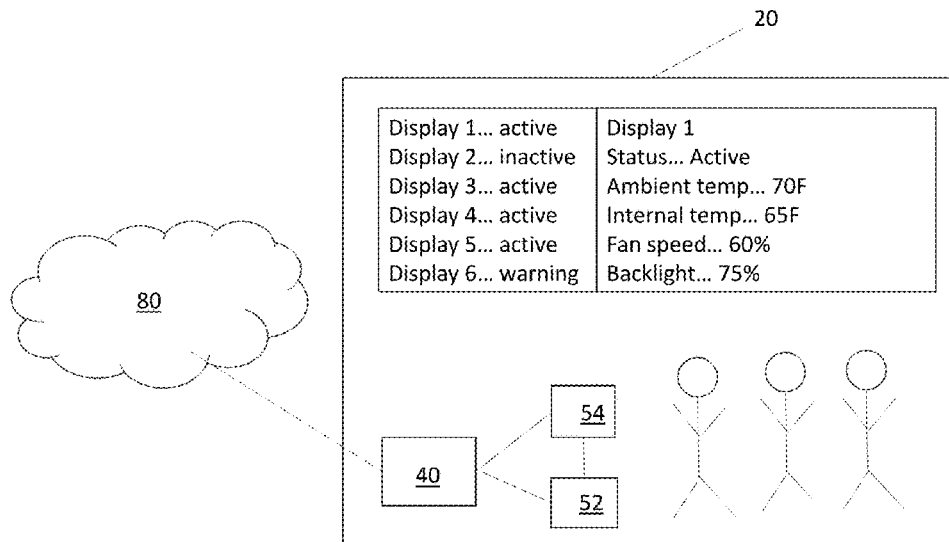 20
Display 1... active
Display 2... inactive
Display 3... active
Display 4... active
Display 5... active
Display 6... warning
Display 1
Status... Active
Ambient temp... 70F
Internal temp... 65F
Fan speed... 60%
Backlight... 75%
80
54
40
52